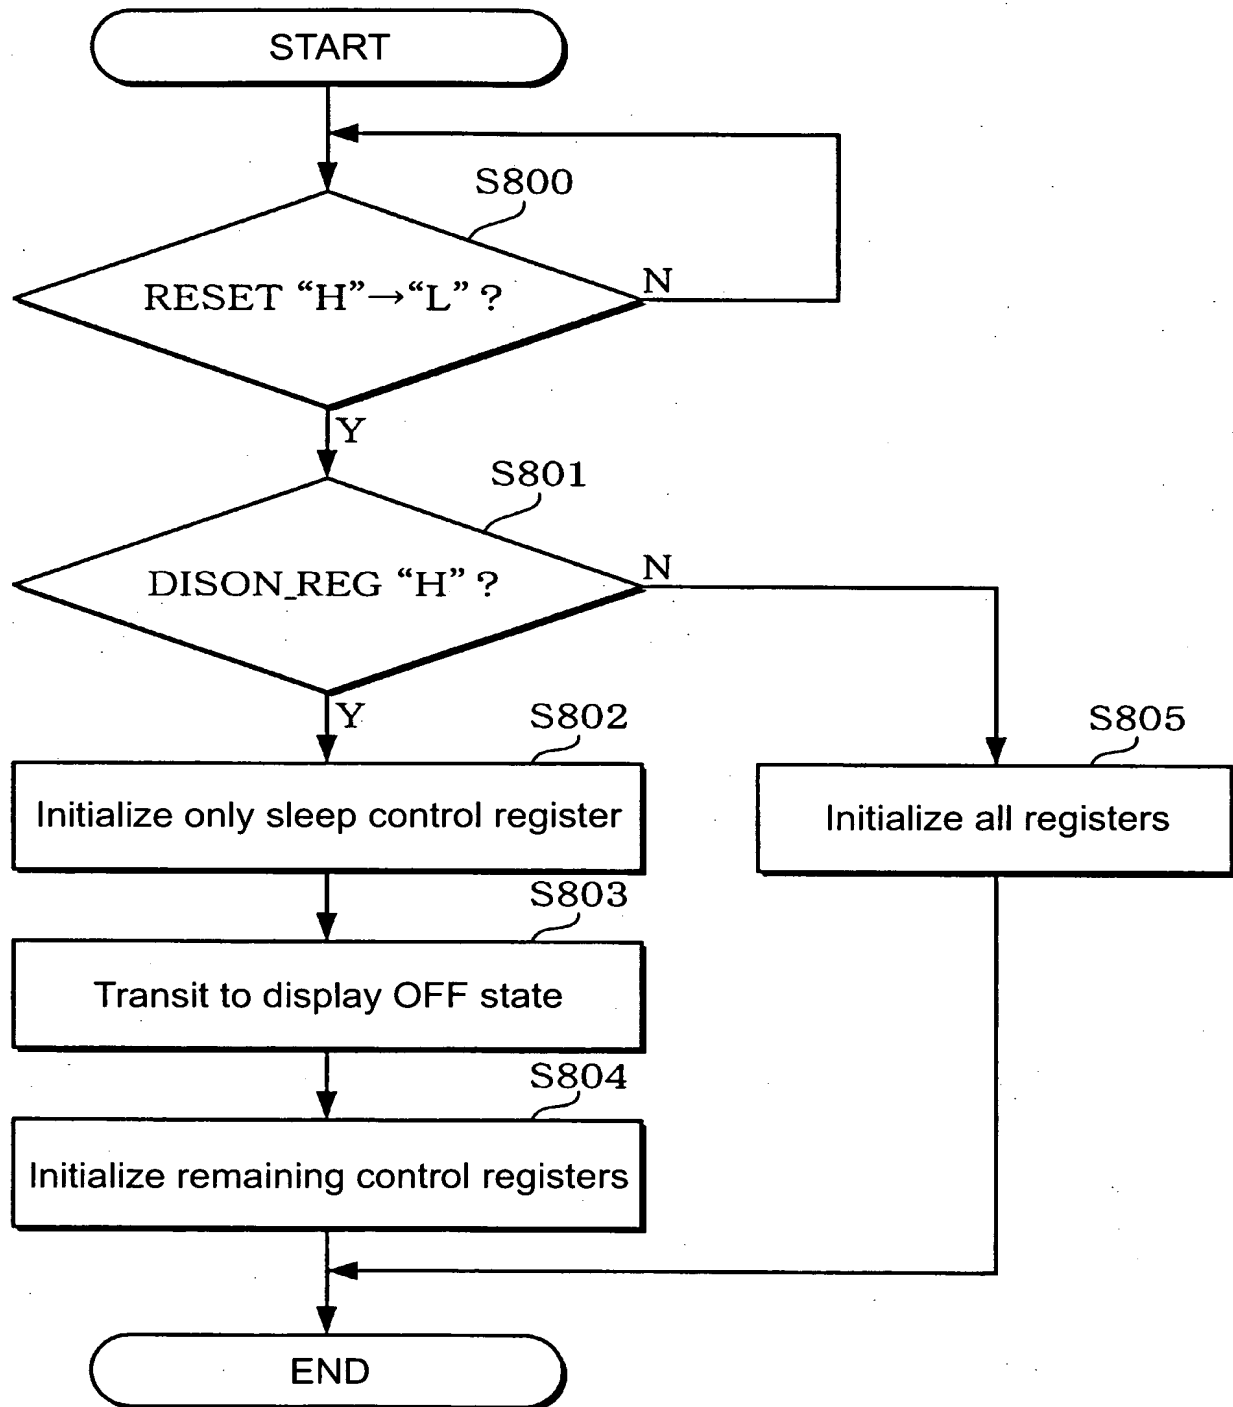 START
S800
RESET “H”→“L” ?
N
Y
S801
DISON_REG “H” ?
N
Y
S802
S805
Initialize only sleep control register
Initialize all registers
S803
Transit to display OFF state
S804
Initialize remaining control registers
END